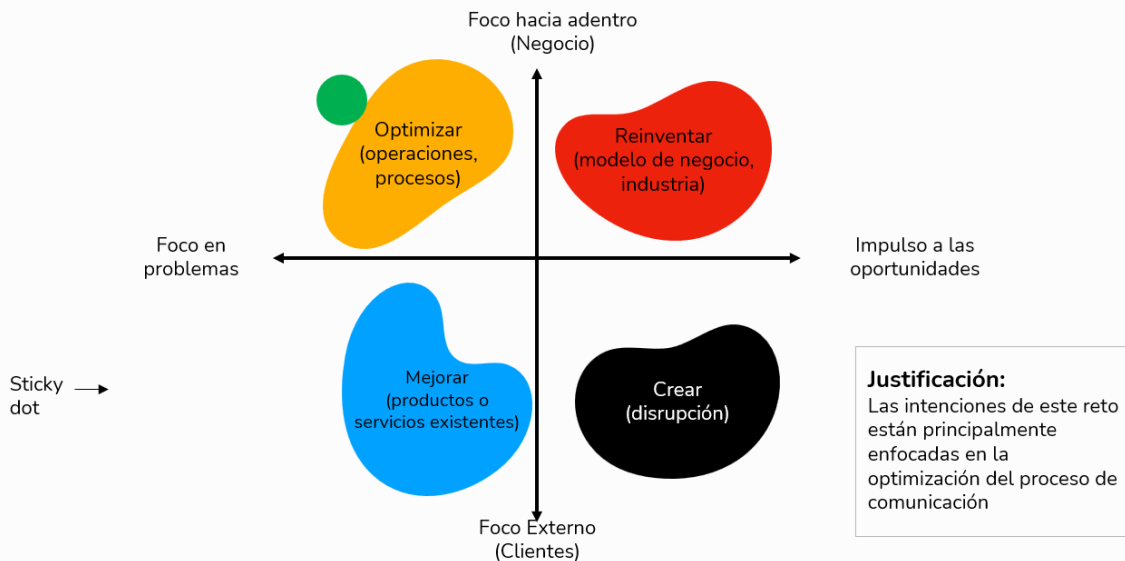 Foco hacia adentro
(Negocio)
Optimizar
(operaciones,
procesos)
Reinventar
(modelo de negocio,
industria)
Foco en
problemas
Impulso a las
oportunidades
Sticky
dot
Mejorar
(productos o
servicios existentes)
Crear
(disrupción)
Justificación:
Las intenciones de este reto
están principalmente
enfocadas en la
optimización del proceso de
comunicación
Foco Externo
(Clientes)